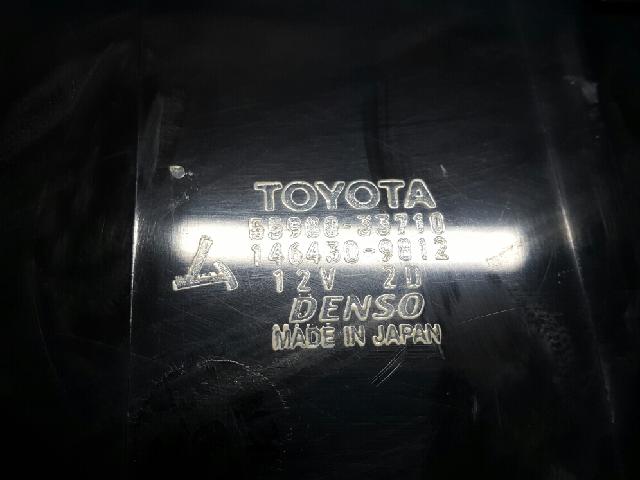 TOYOTA
55900-33710
146430-9812
12V 2D
DENSO
MADE IN JAPAN